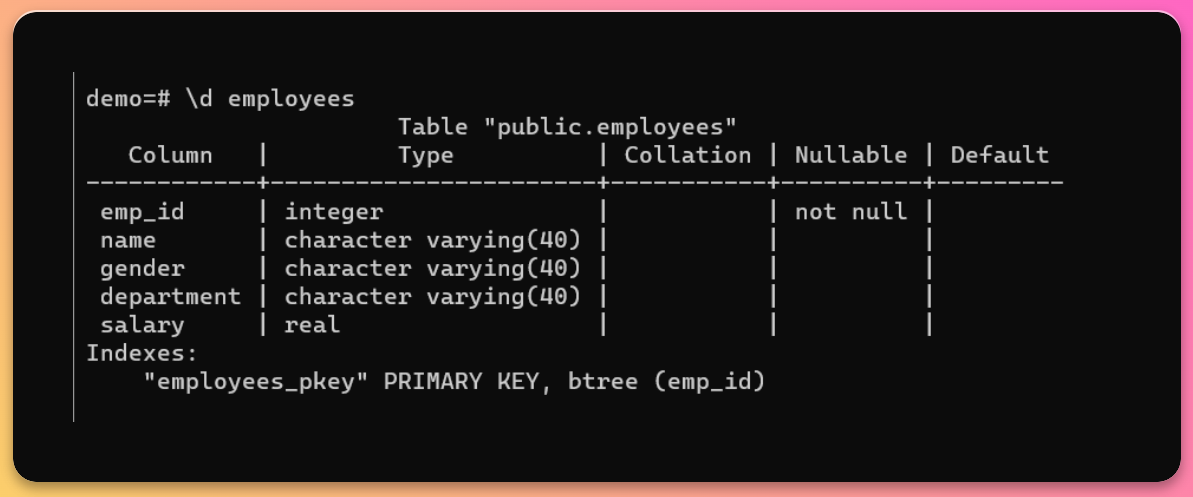 demo=# \d employees
                      Table "public.employees"
   Column   |         Type          | Collation | Nullable | Default
------------+-----------------------+-----------+----------+---------
 emp_id     | integer               |           | not null |
 name       | character varying(40) |           |          |
 gender     | character varying(40) |           |          |
 department | character varying(40) |           |          |
 salary     | real                  |           |          |
Indexes:
    "employees_pkey" PRIMARY KEY, btree (emp_id)